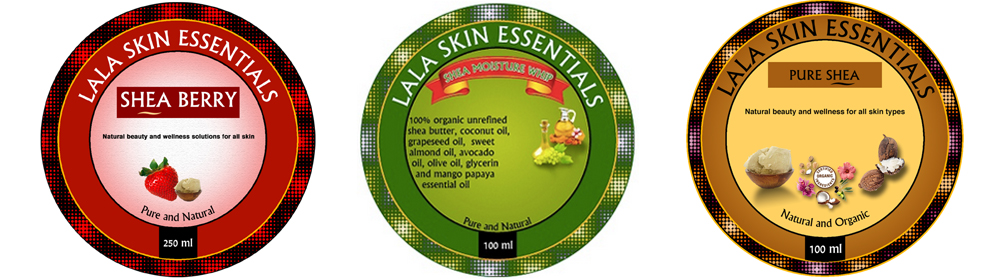 LALA SKIN ESSENTIALS
SHEA BERRY
Natural beauty and wellness solutions for all skin
Pure and Natural
250 ml
LALA SKIN ESSENTIALS
SHEA MOISTURE WHIP
100% organic unrefined
shea butter, coconut oil,
grapeseed oil, sweet
almond oil, avocado
oil, olive oil, glycerin
and mango papaya
essential oil
Pure and Natural
100 ml
LALA SKIN ESSENTIALS
PURE SHEA
Natural beauty and wellness for all skin types
ORGANIC
Natural and Organic
100 ml